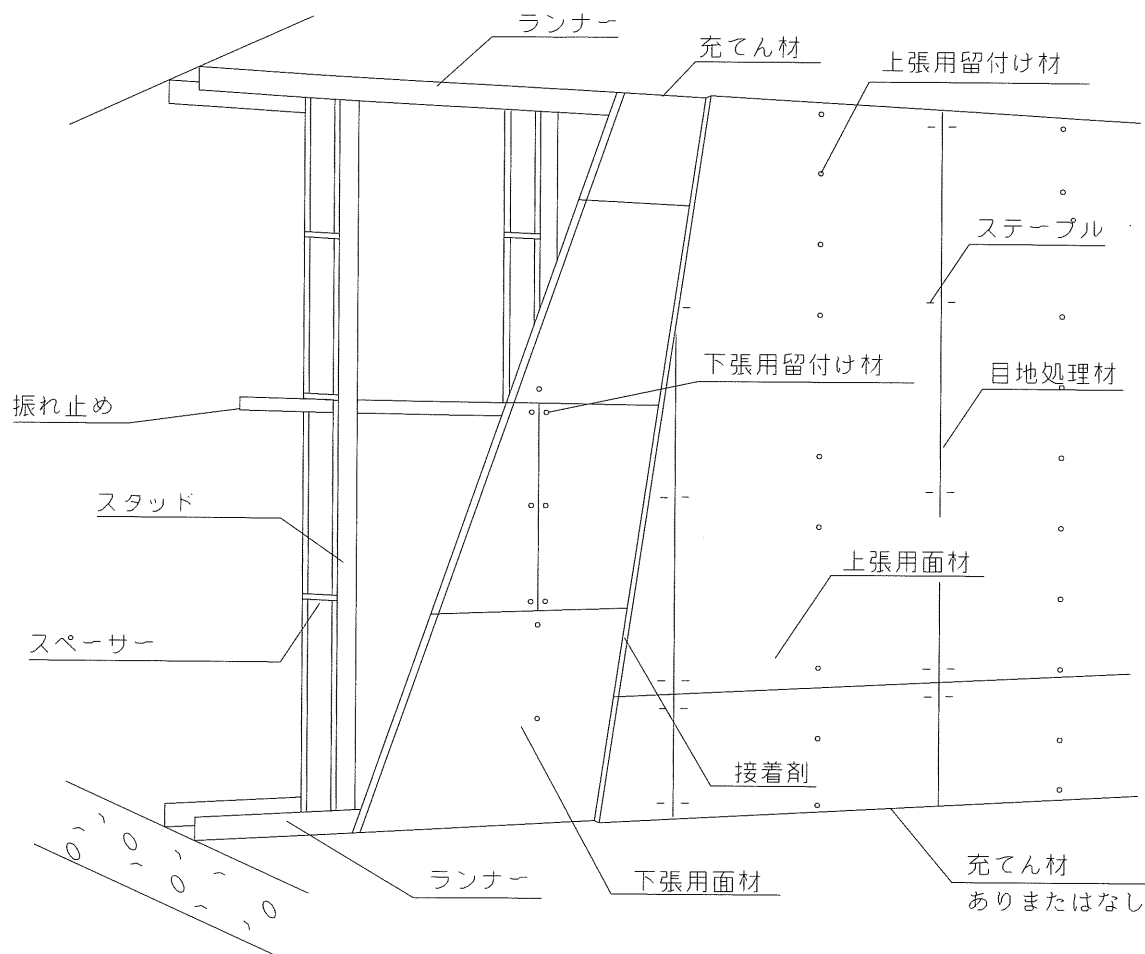 ランナー
充てん材
上張用留付け材
ステープル
下張用留付け材
目地処理材
振れ止め
スタッド
上張用面材
スペーサー
接着剤
ランナー
下張用面材
充てん材
ありまたはなし